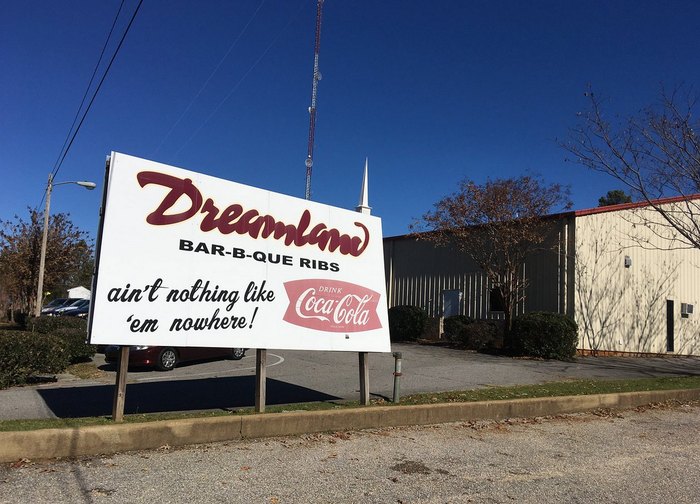 Dreamland
BAR-B-QUE RIBS
ain't nothing like
'em nowhere!
DRINK
Coca-Cola